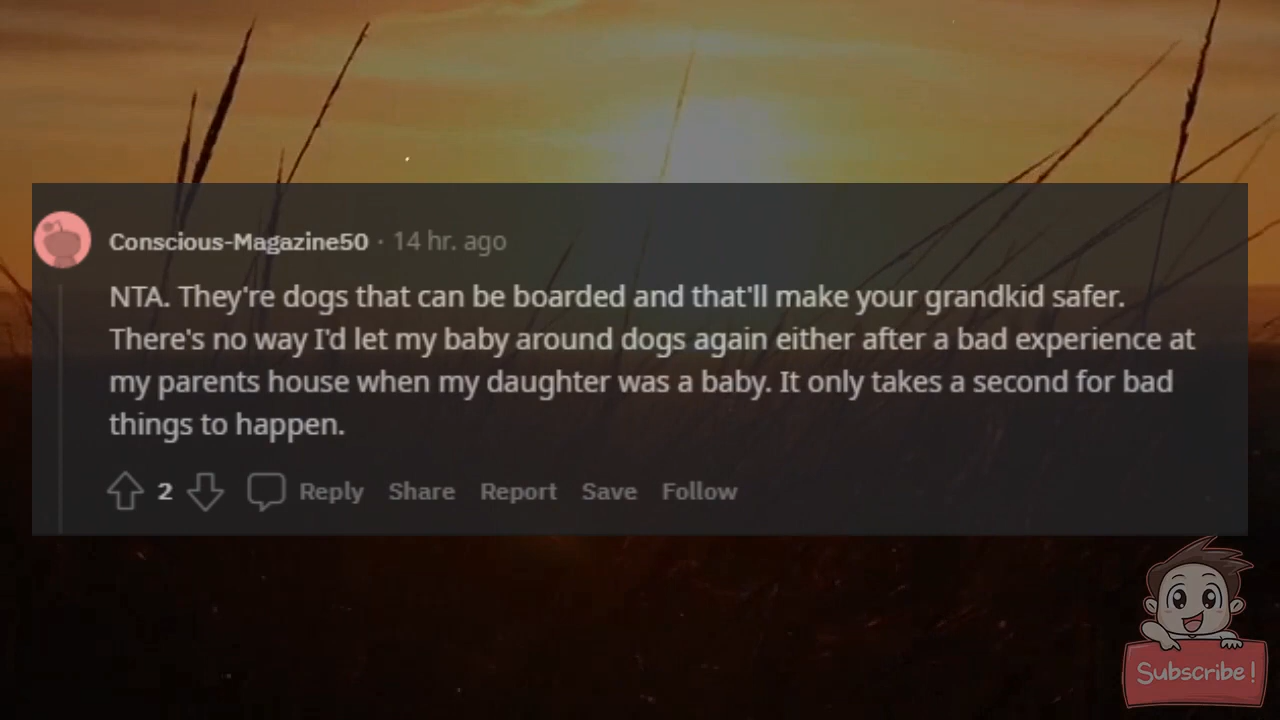 Conscious-Magazine50 · 14 hr. ago
NTA. They're dogs that can be boarded and that'll make your grandkid safer.
There's no way I'd let my baby around dogs again either after a bad experience at
my parents house when my daughter was a baby. It only takes a second for bad
things to happen.
2 Reply Share Report Save Follow
Subscribe!